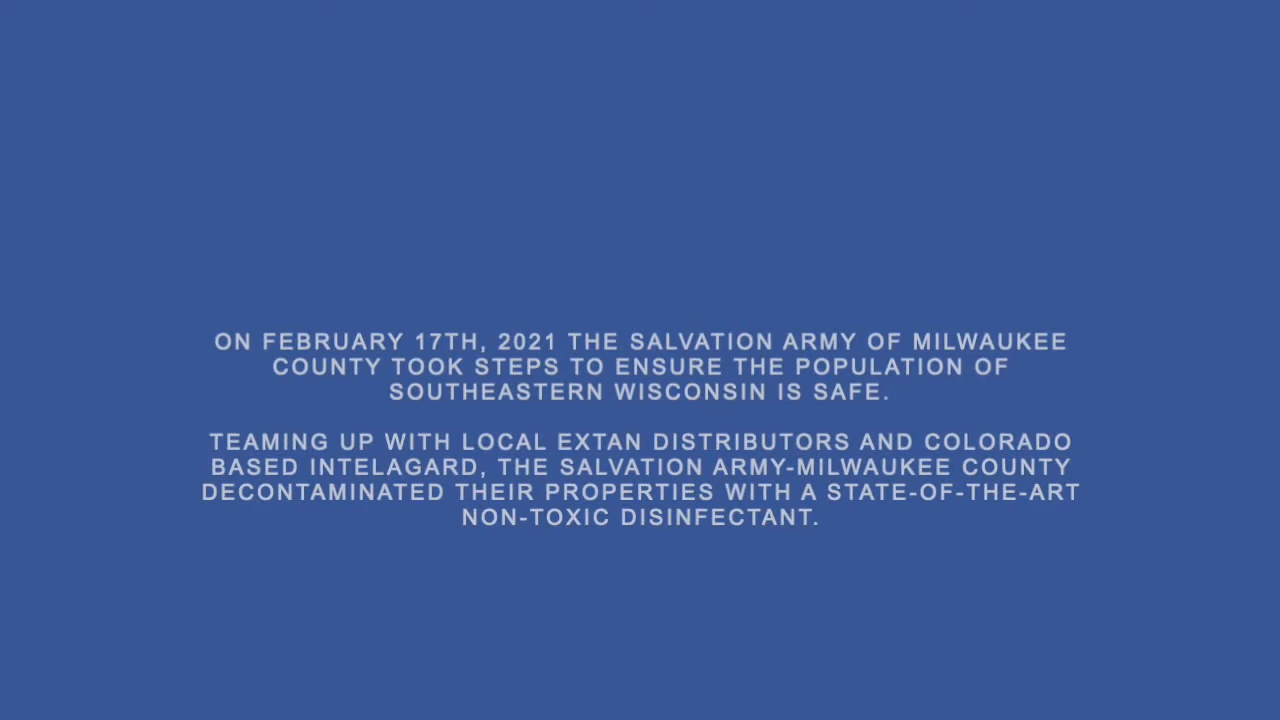 ON FEBRUARY 17TH, 2021 THE SALVATION ARMY OF MILWAUKEE
COUNTY TOOK STEPS TO ENSURE THE POPULATION OF
SOUTHEASTERN WISCONSIN IS SAFE.
TEAMING UP WITH LOCAL EXTAN DISTRIBUTORS AND COLORADO
BASED INTELAGARD, THE SALVATION ARMY-MILWAUKEE COUNTY
DECONTAMINATED THEIR PROPERTIES WITH A STATE-OF-THE-ART
NON-TOXIC DISINFECTANT.